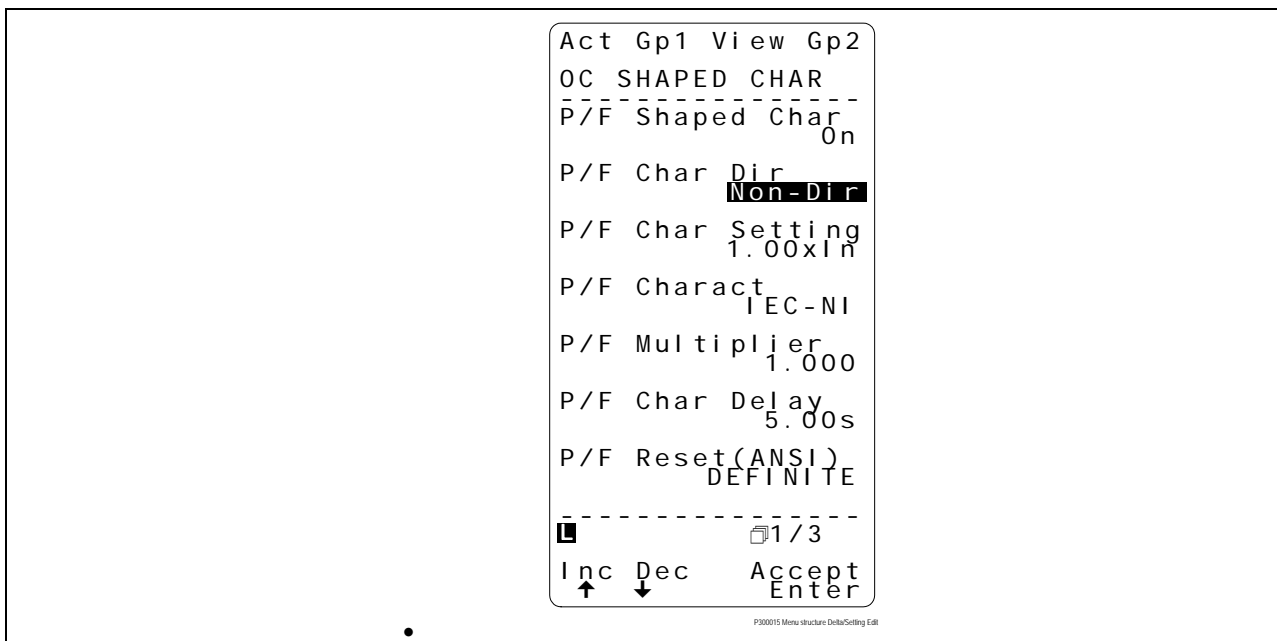 Act Gp1 View Gp2
OC SHAPED CHAR
----------------
P/F Shaped Char
On
P/F Char Dir
Non-Dir
P/F Char Setting
1.00xIn
P/F Charact
IEC-NI
P/F Multiplier
1.000
P/F Char Delay
5.00s
P/F Reset(ANSI)
DEFINITE
----------------
L 1/3
Inc Dec Accept
↑ ↓ Enter
P300015 Menu structure Delta/Setting Edit
•